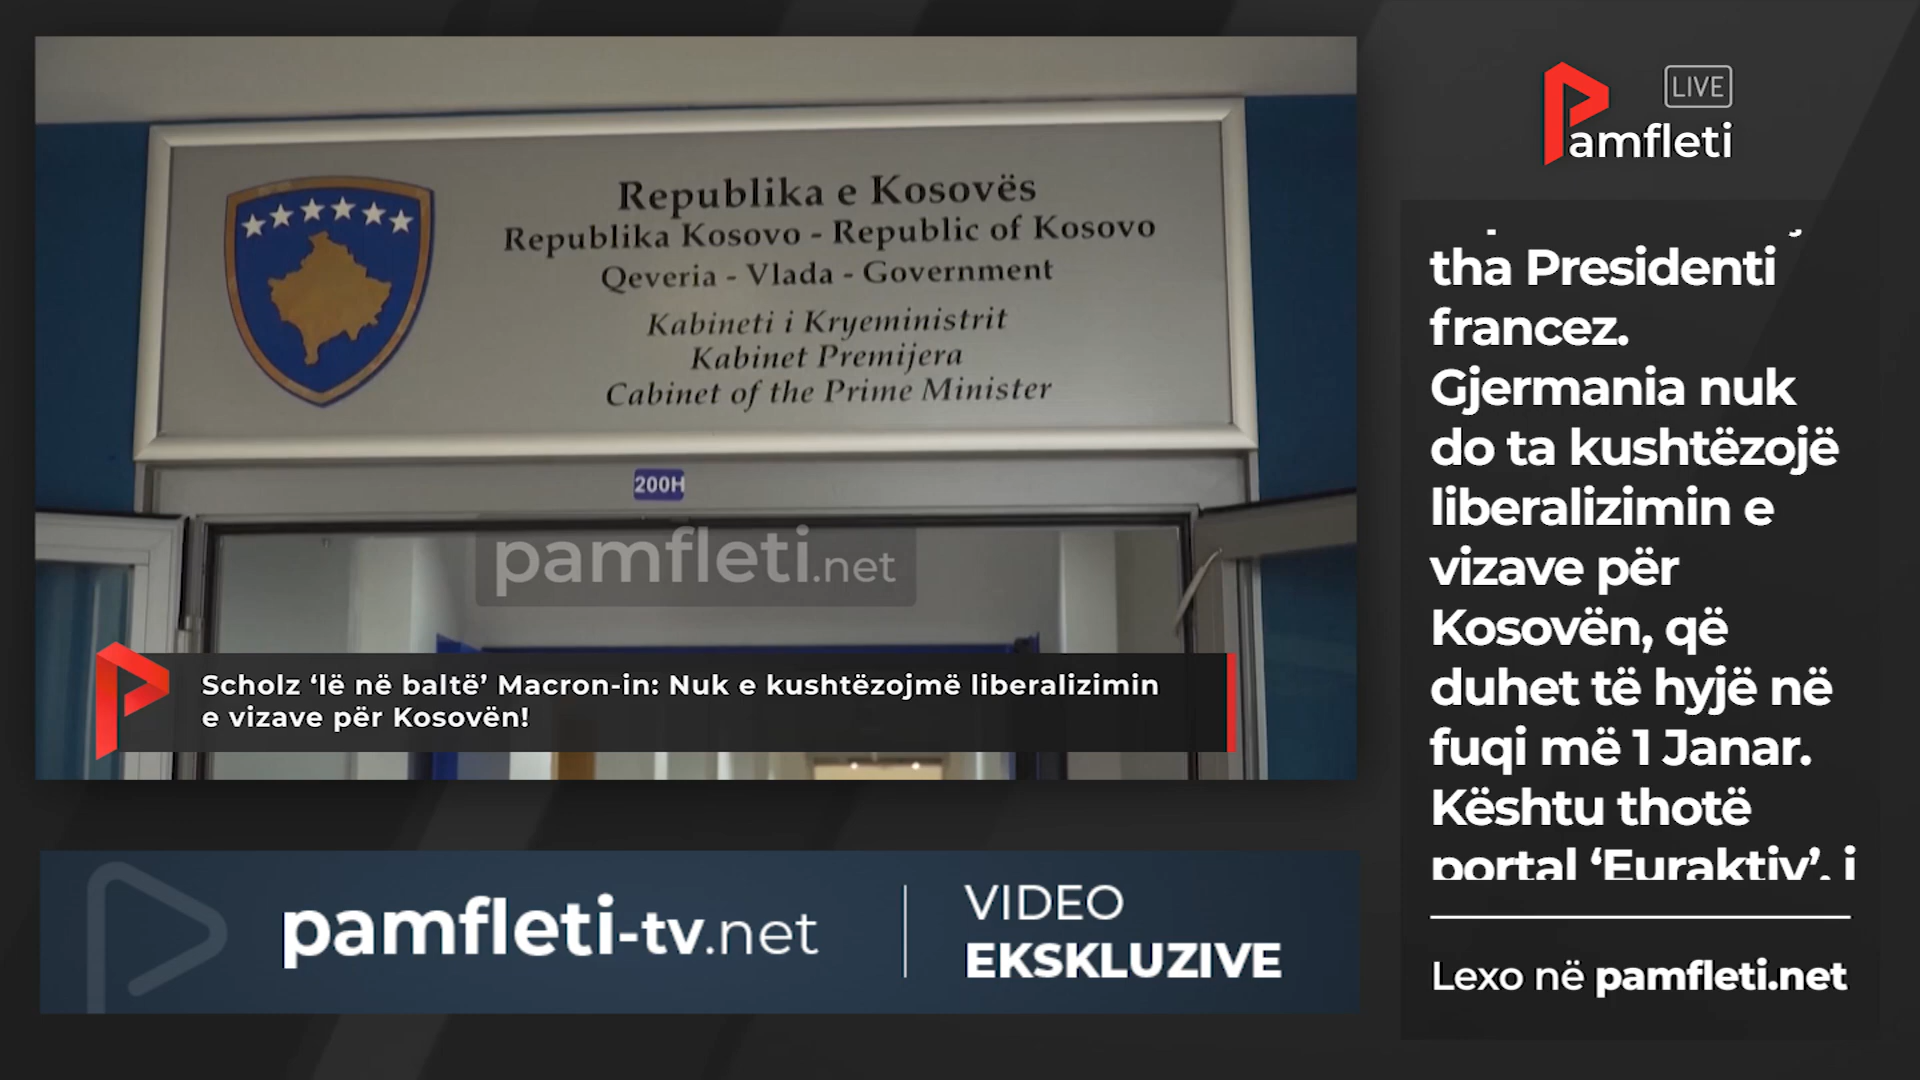 Republika e Kosovës
Republika Kosovo - Republic of Kosovo
Qeveria - Vlada - Government
Kabineti i Kryeministrit
Kabinet Premijera
Cabinet of the Prime Minister
200H
pamfleti.net
Scholz ‘lë në baltë’ Macron-in: Nuk e kushtëzojmë liberalizimin
e vizave për Kosovën!
pamfleti-tv.net
VIDEO
EKSKLUZIVE
LIVE
Pamfleti
tha Presidenti
francez.
Gjermania nuk
do ta kushtëzojë
liberalizimin e
vizave për
Kosovën, që
duhet të hyjë në
fuqi më 1 Janar.
Kështu thotë
portal ‘Euraktiv’, i
Lexo në pamfleti.net